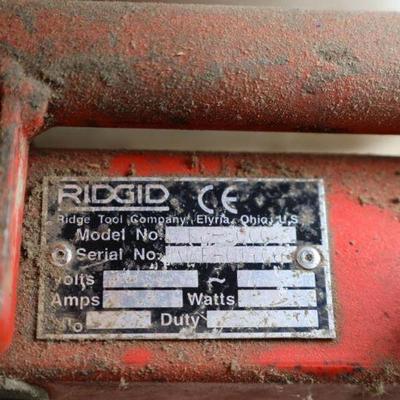 RIDGID CE
Ridge Tool Company, Elyria, Ohio, U.S.
Model No.
Serial No.
Volts ~
Amps Watts
Duty